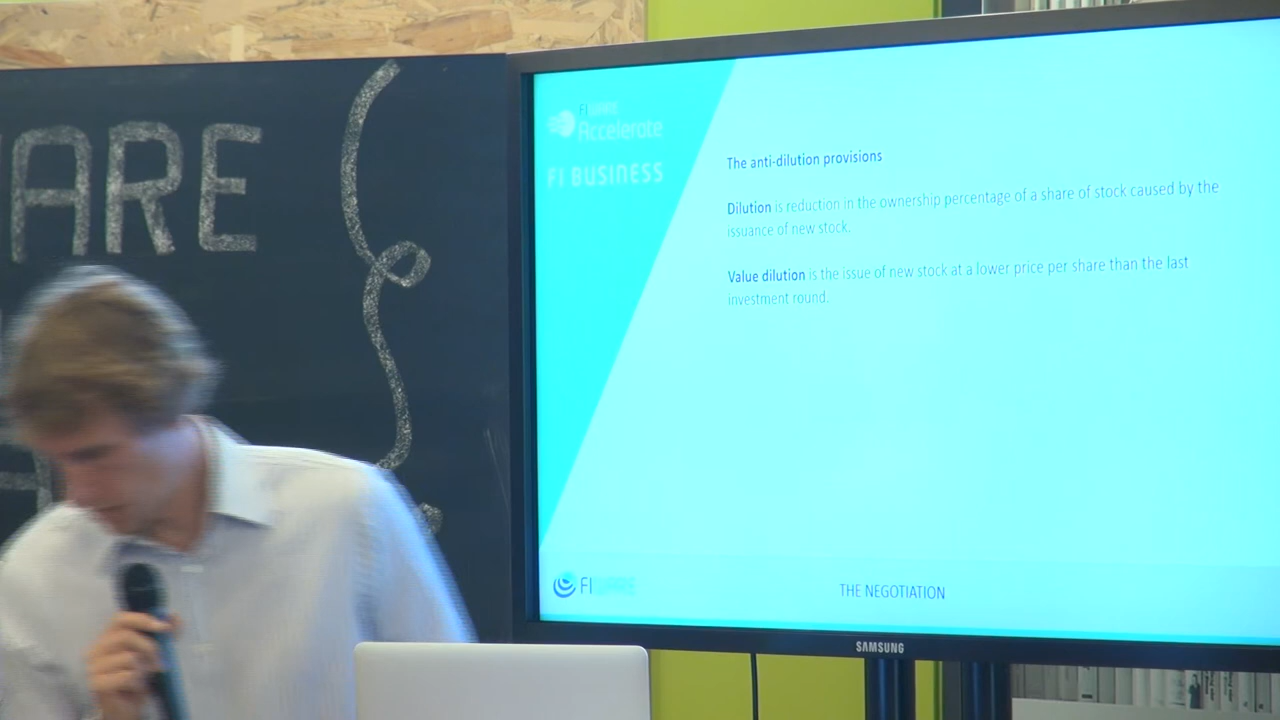 ARE
FIWARE
Accelerate
FI BUSINESS
The anti-dilution provisions
Dilution is reduction in the ownership percentage of a share of stock caused by the
issuance of new stock.
Value dilution is the issue of new stock at a lower price per share than the last
investment round.
FIWARE
THE NEGOTIATION
SAMSUNG